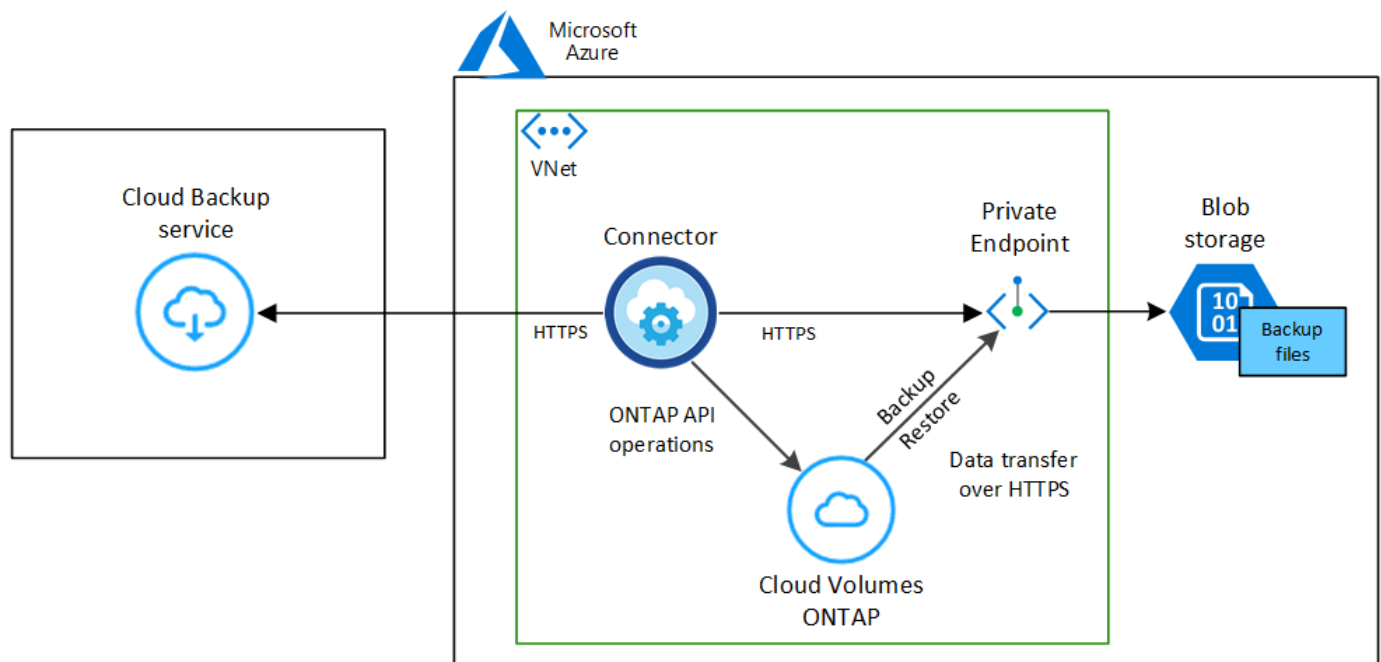 Microsoft
Azure
VNet
Cloud Backup
service
Connector
Private
Endpoint
Blob
storage
10
01
Backup
files
HTTPS
HTTPS
ONTAP API
operations
Backup
Restore
Data transfer
over HTTPS
Cloud Volumes
ONTAP